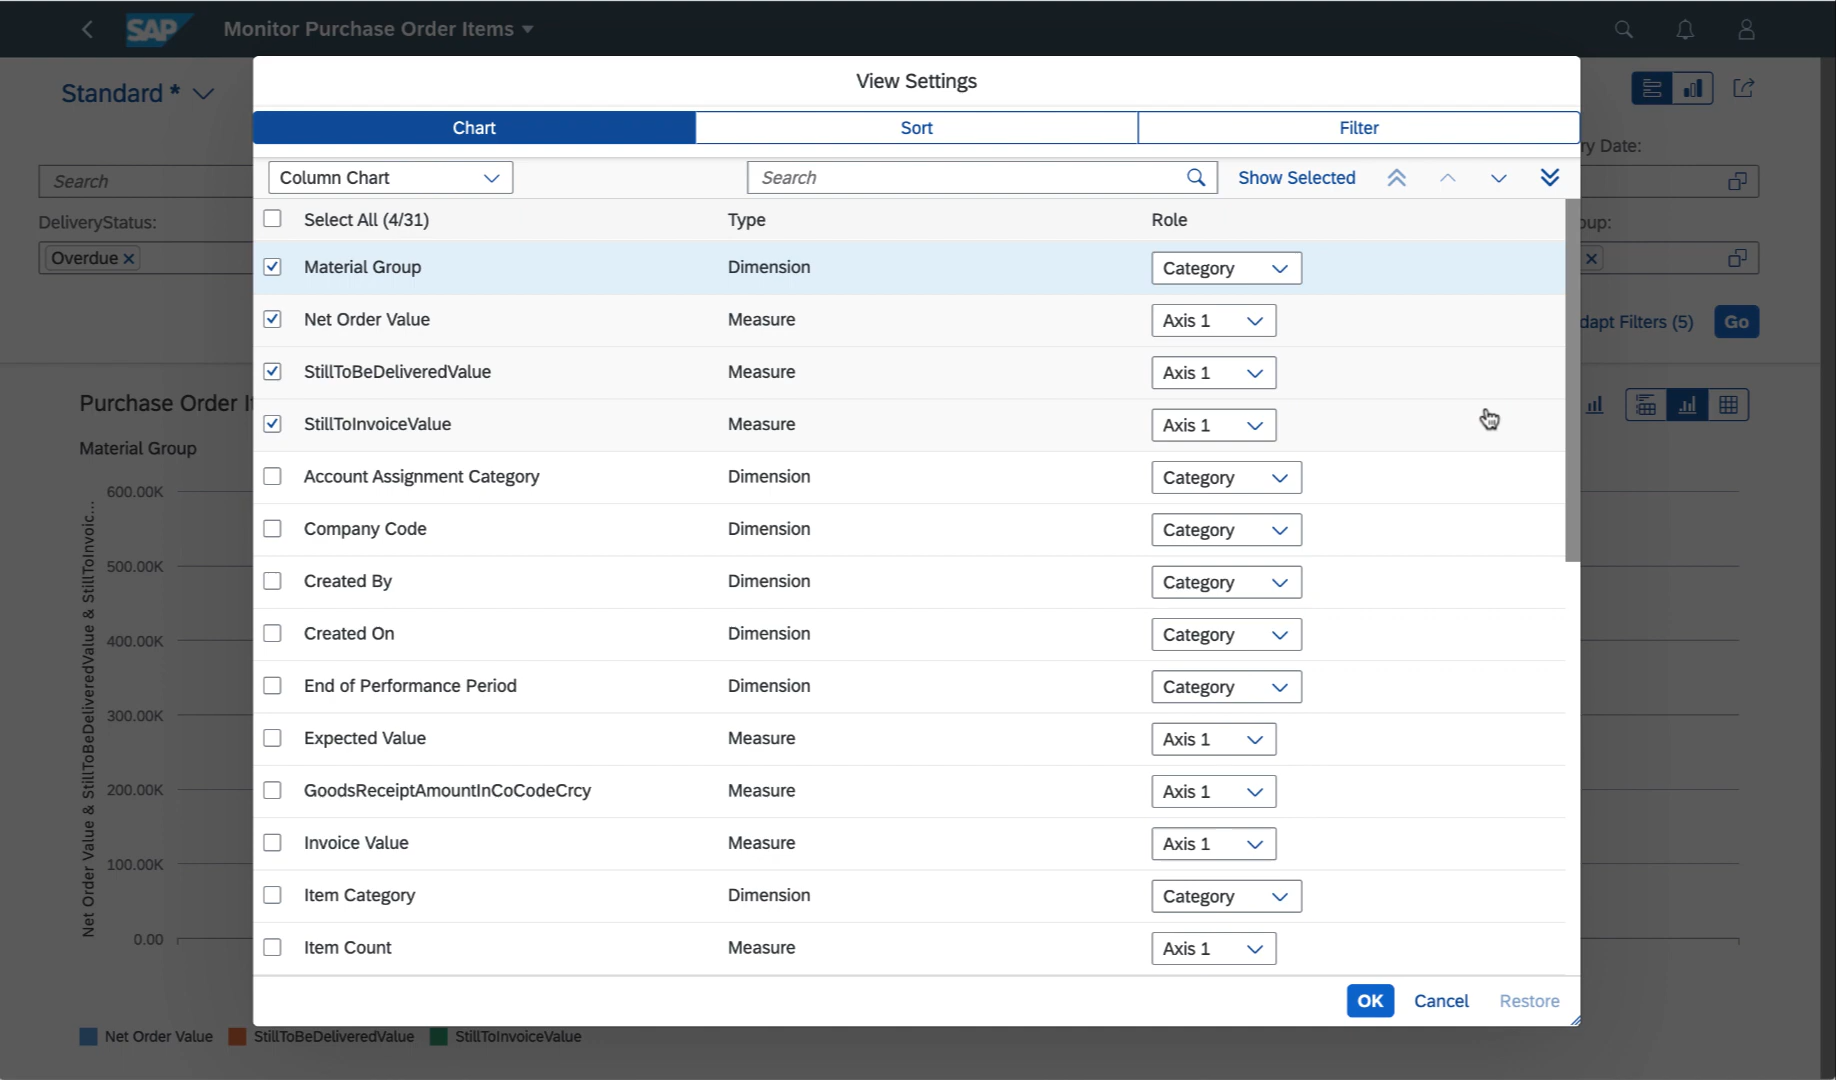 SAP
Monitor Purchase Order Items
Standard *
View Settings
Chart
Sort
Filter
ry Date:
Search
Column Chart
Search
Show Selected
DeliveryStatus:
oup:
Overdue
Select All (4/31)
Type
Role
Material Group
Dimension
Category
Net Order Value
Measure
Axis 1
dapt Filters (5)
Go
StillToBeDeliveredValue
Measure
Axis 1
StillToInvoiceValue
Measure
Axis 1
Account Assignment Category
Dimension
Category
Company Code
Dimension
Category
Created By
Dimension
Category
Created On
Dimension
Category
End of Performance Period
Dimension
Category
Expected Value
Measure
Axis 1
GoodsReceiptAmountInCoCodeCrcy
Measure
Axis 1
Invoice Value
Measure
Axis 1
Item Category
Dimension
Category
Item Count
Measure
Axis 1
OK
Cancel
Restore
Purchase Order It
Material Group
Net Order Value & StillToBeDeliveredValue & StillToInvoic...
600.00K
500.00K
400.00K
300.00K
200.00K
100.00K
0.00
Net Order Value
StillToBeDeliveredValue
StillToInvoiceValue